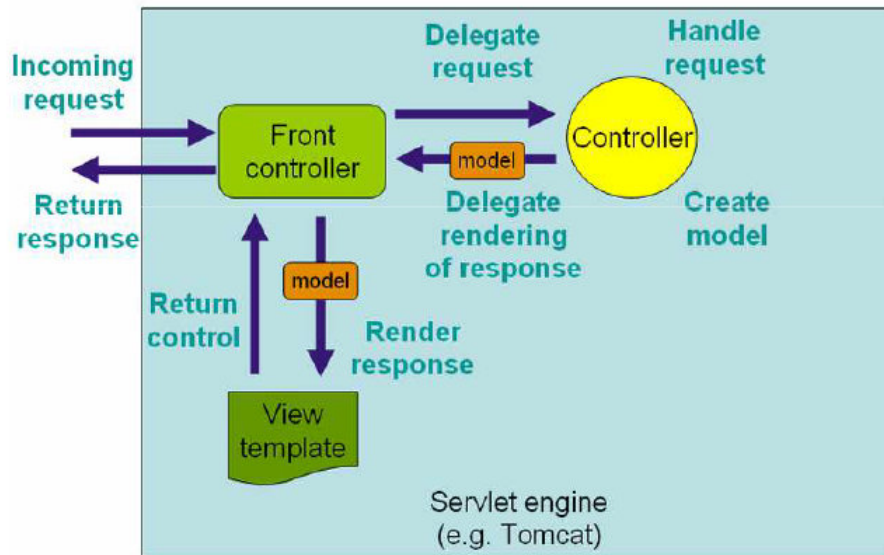 Incoming
request
Return
response
Front
controller
Delegate
request
Handle
request
Controller
model
Delegate
rendering
of response
Create
model
Return
control
model
Render
response
View
template
Servlet engine
(e.g. Tomcat)